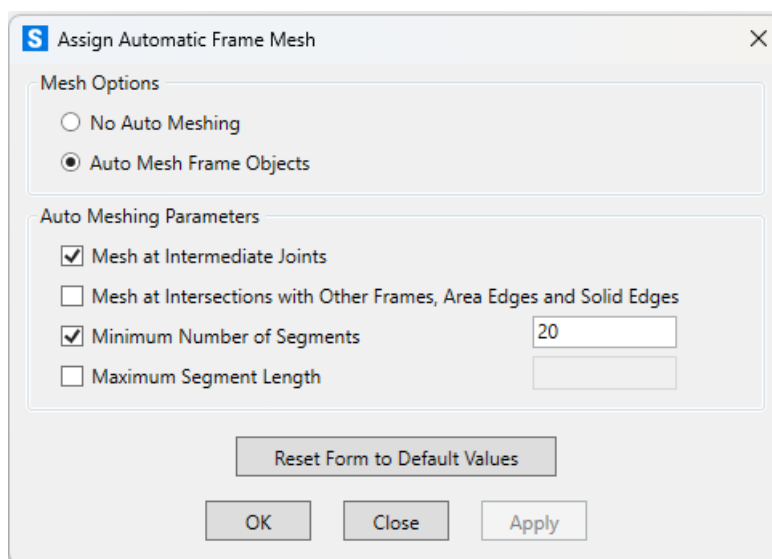 S Assign Automatic Frame Mesh
Mesh Options
No Auto Meshing
Auto Mesh Frame Objects
Auto Meshing Parameters
Mesh at Intermediate Joints
Mesh at Intersections with Other Frames, Area Edges and Solid Edges
Minimum Number of Segments 20
Maximum Segment Length
Reset Form to Default Values
OK Close Apply